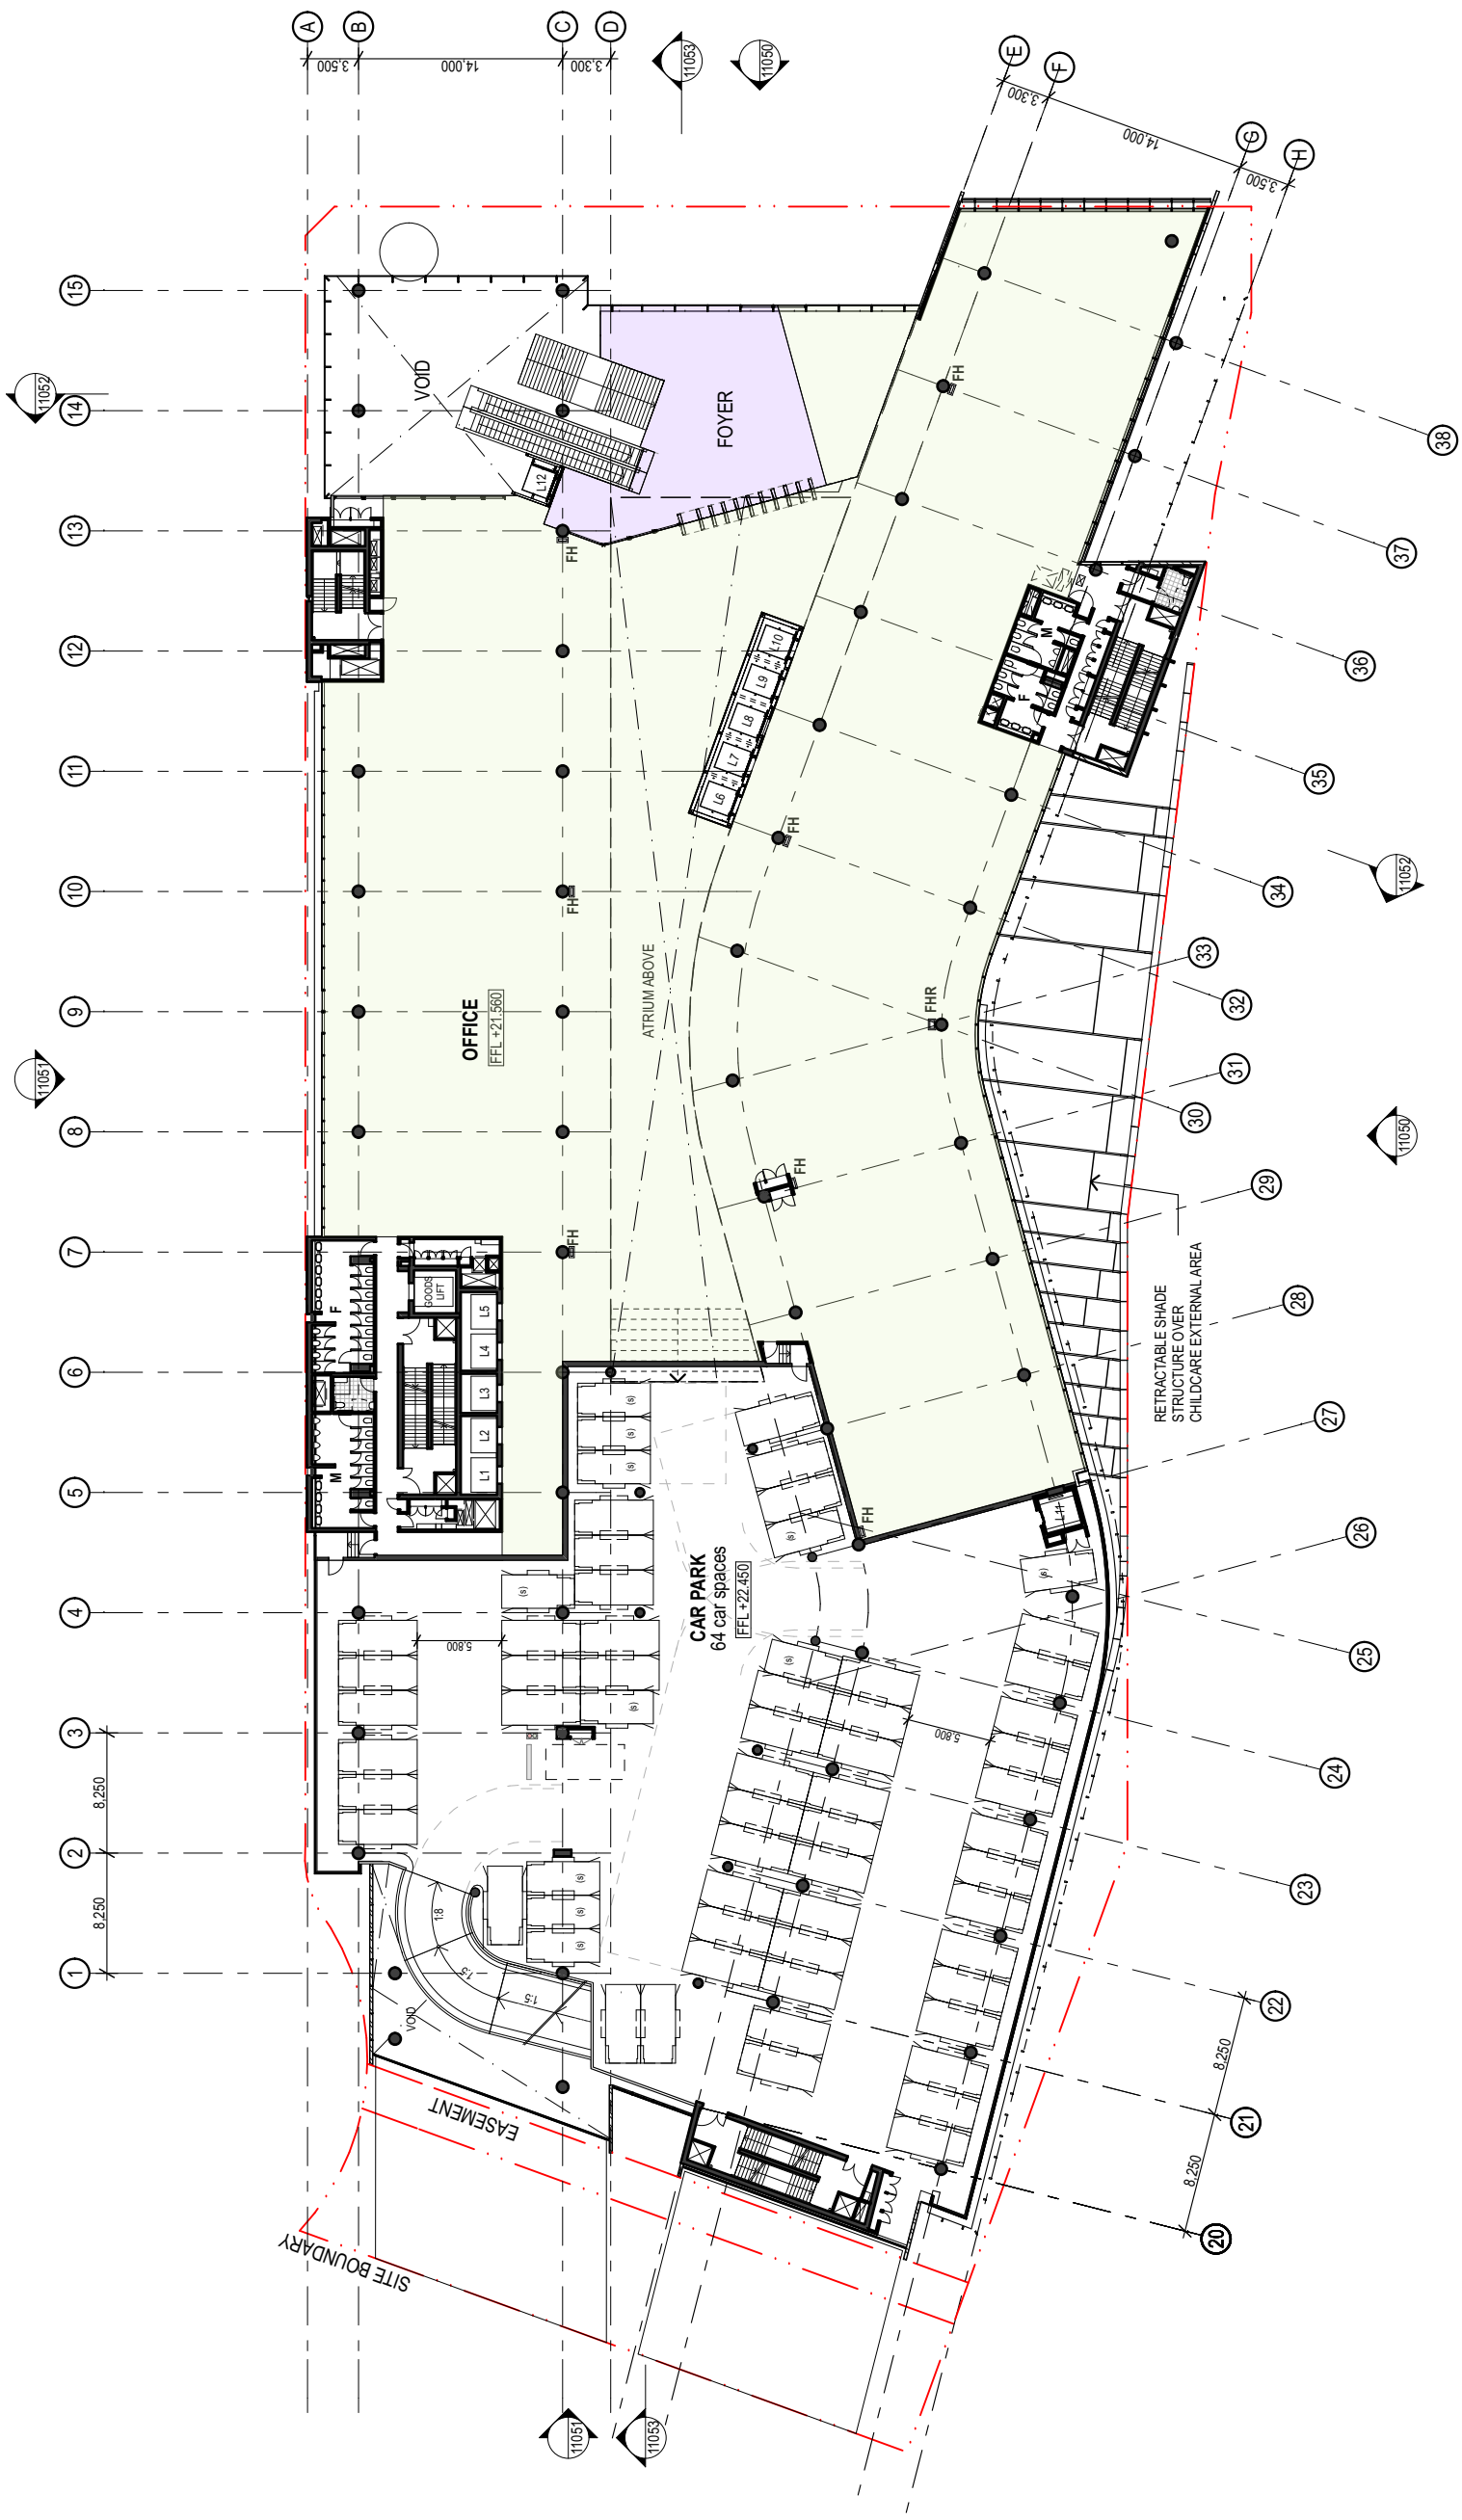 A
B
C
D
3,500
14,000
3,300
11053
11050
E
F
G
H
3,300
14,000
3,500
15
14
13
12
11
10
9
8
7
6
5
4
3
2
1
8,250
8,250
11052
11051
VOID
FOYER
L12
FH
FH
M
F
L10
L9
L8
L7
L6
FH
FH
ATRIUM ABOVE
OFFICE
FFL +21.560
FHR
FH
FH
F
M
GOODS
LIFT
L5
L4
L3
L2
L1
RETRACTABLE SHADE
STRUCTURE OVER
CHILDCARE EXTERNAL AREA
(s)
(s)
(s)
(s)
FH
L11
(s)
CAR PARK
64 car spaces
FFL +22.450
(s)
(s)
(s)
5,800
5,800
1:8
1:5
1:5
(s)
(s)
(s)
VOID
EASEMENT
SITE BOUNDARY
38
37
36
35
34
33
32
31
30
29
28
27
26
25
24
23
22
21
20
8,250
8,250
11052
11050
11051
11053